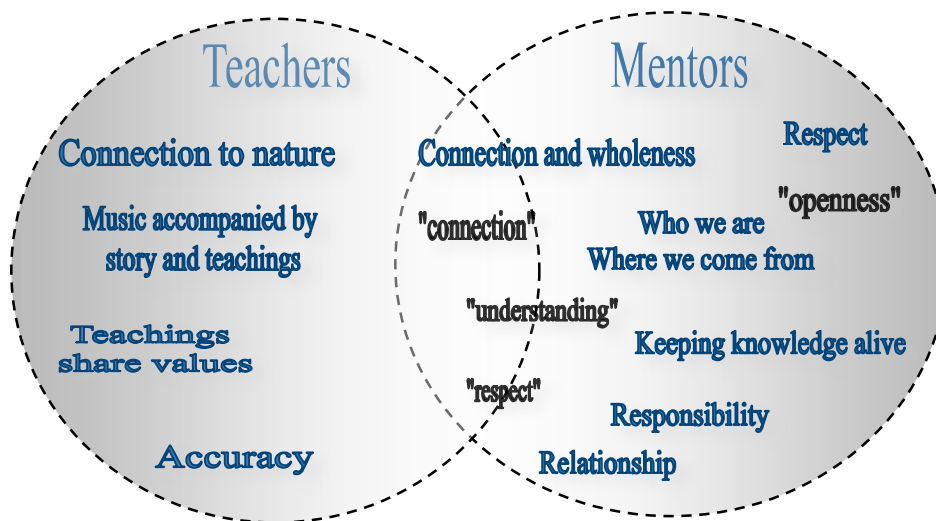 Teachers
Mentors
Connection to nature
Music accompanied by
story and teachings
Teachings
share values
Accuracy
Connection and wholeness
"connection"
"understanding"
"respect"
Respect
"openness"
Who we are
Where we come from
Keeping knowledge alive
Responsibility
Relationship